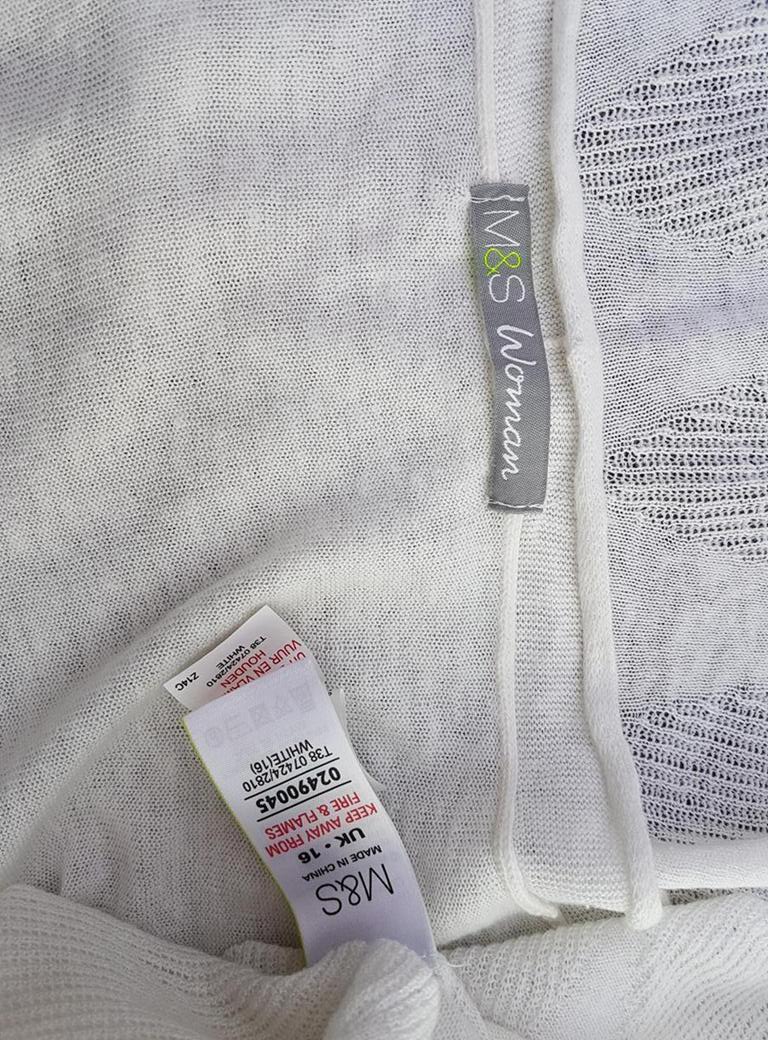 M&S Woman
M&S
MADE IN CHINA
UK · 16
KEEP AWAY FROM
FIRE & FLAMES
02490045
T38 07424/2810
WHITE(16)
VUUR EN
HOUDEN
T38 07424/2810
WHITE
Z14C